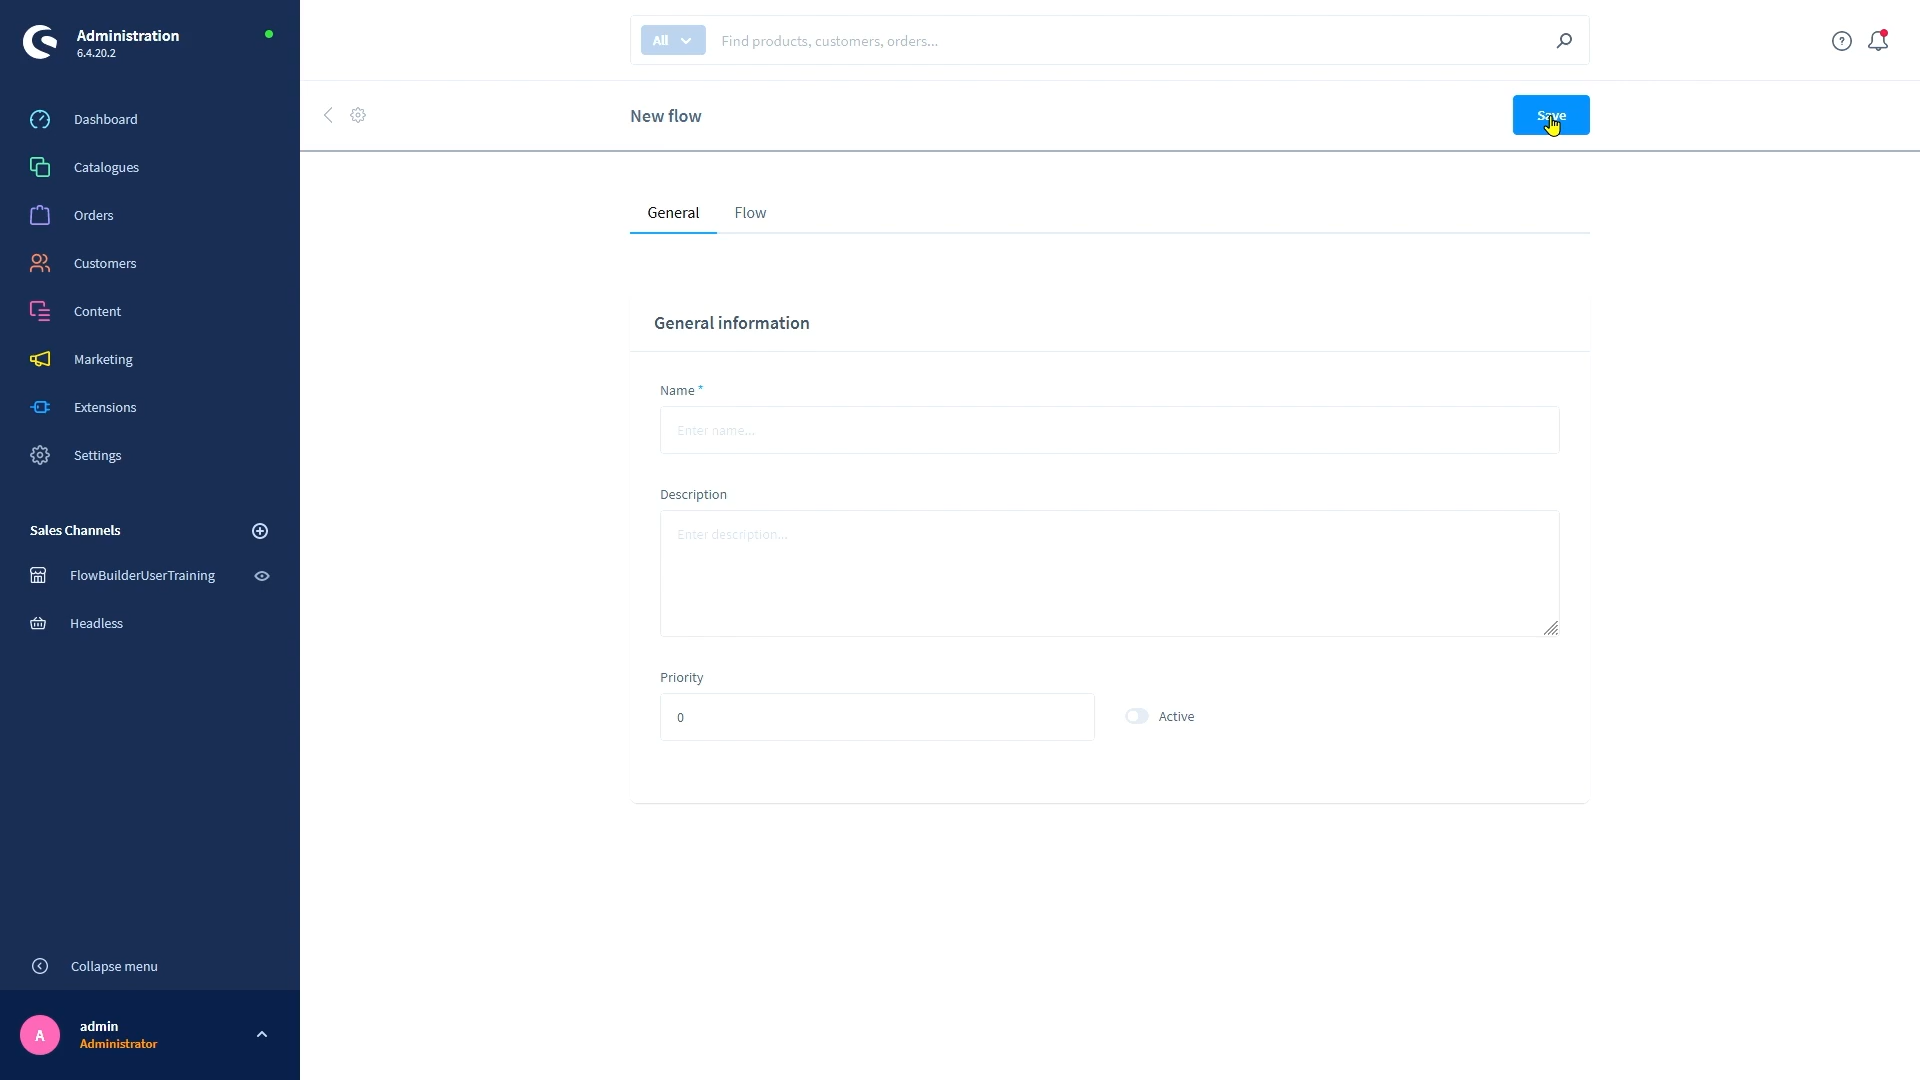 Administration
6.4.20.2
Dashboard
Catalogues
Orders
Customers
Content
Marketing
Extensions
Settings
Sales Channels
FlowBuilderUserTraining
Headless
Collapse menu
A
admin
Administrator
All
Find products, customers, orders...
New flow
Save
General
Flow
General information
Name *
Enter name...
Description
Enter description...
Priority
0
Active